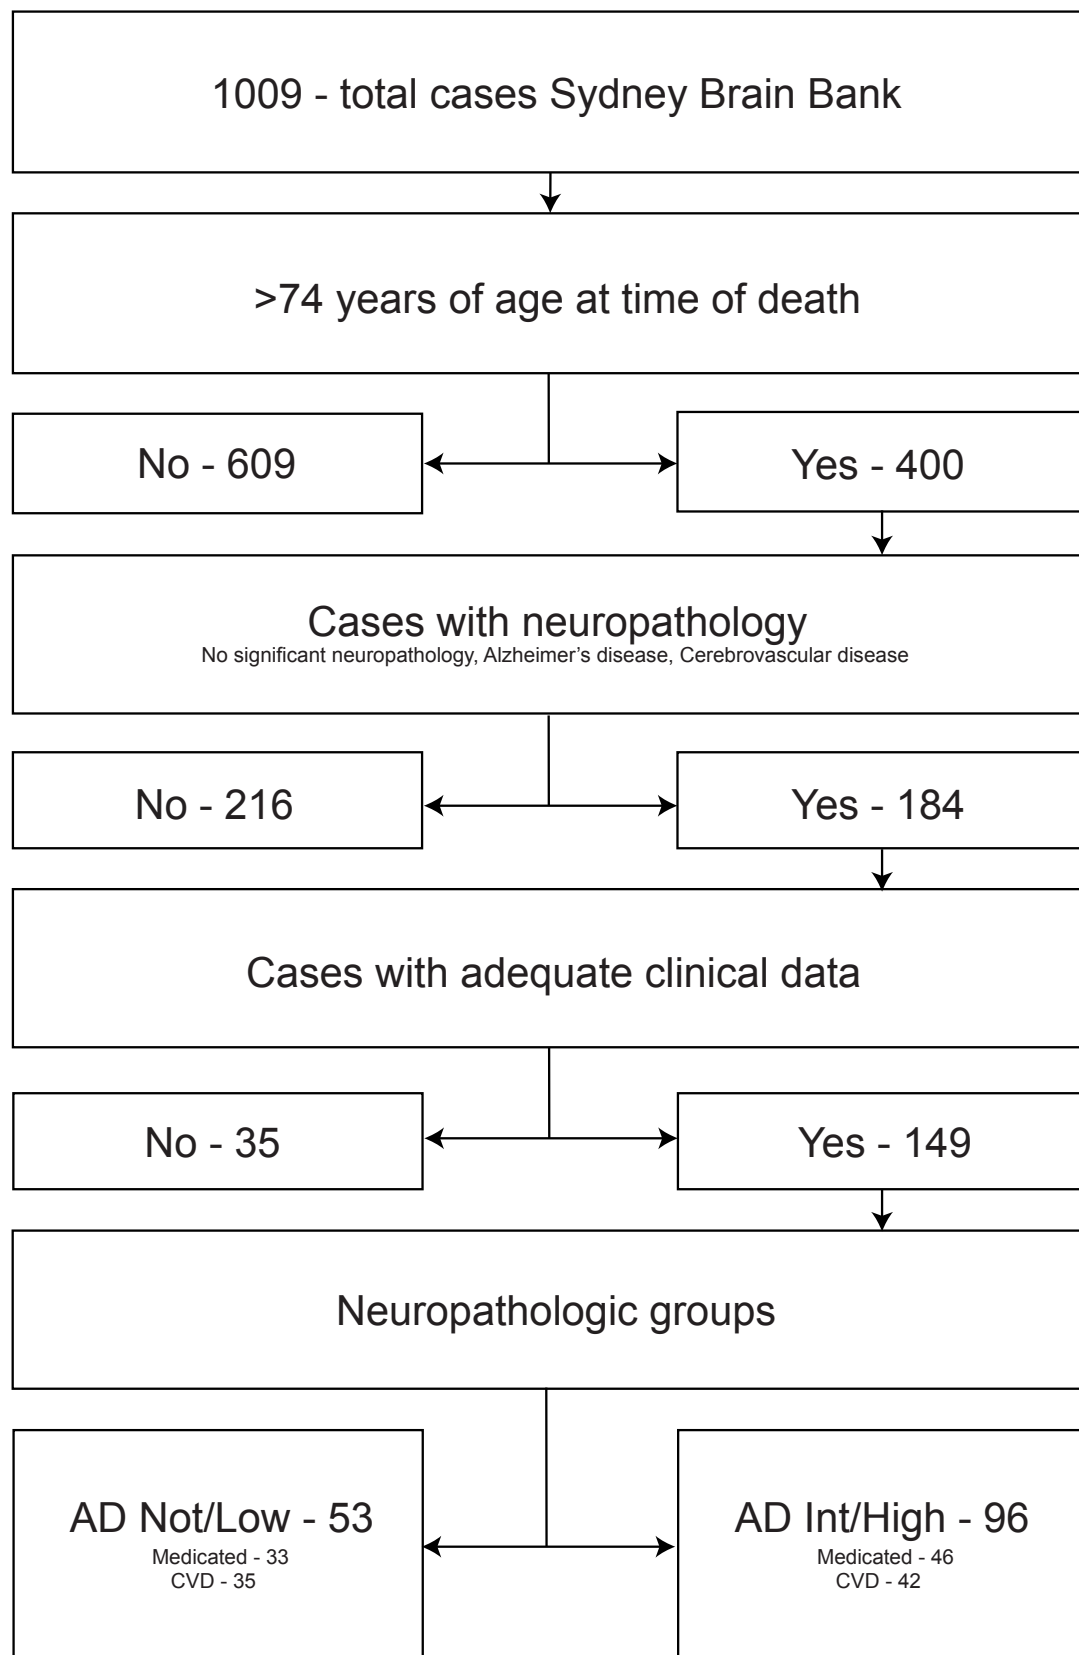 1009 - total cases Sydney Brain Bank
>74 years of age at time of death
No - 609
Yes - 400
Cases with neuropathology
No significant neuropathology, Alzheimer’s disease, Cerebrovascular disease
No - 216
Yes - 184
Cases with adequate clinical data
No - 35
Yes - 149
Neuropathologic groups
AD Not/Low - 53
Medicated - 33
CVD - 35
AD Int/High - 96
Medicated - 46
CVD - 42